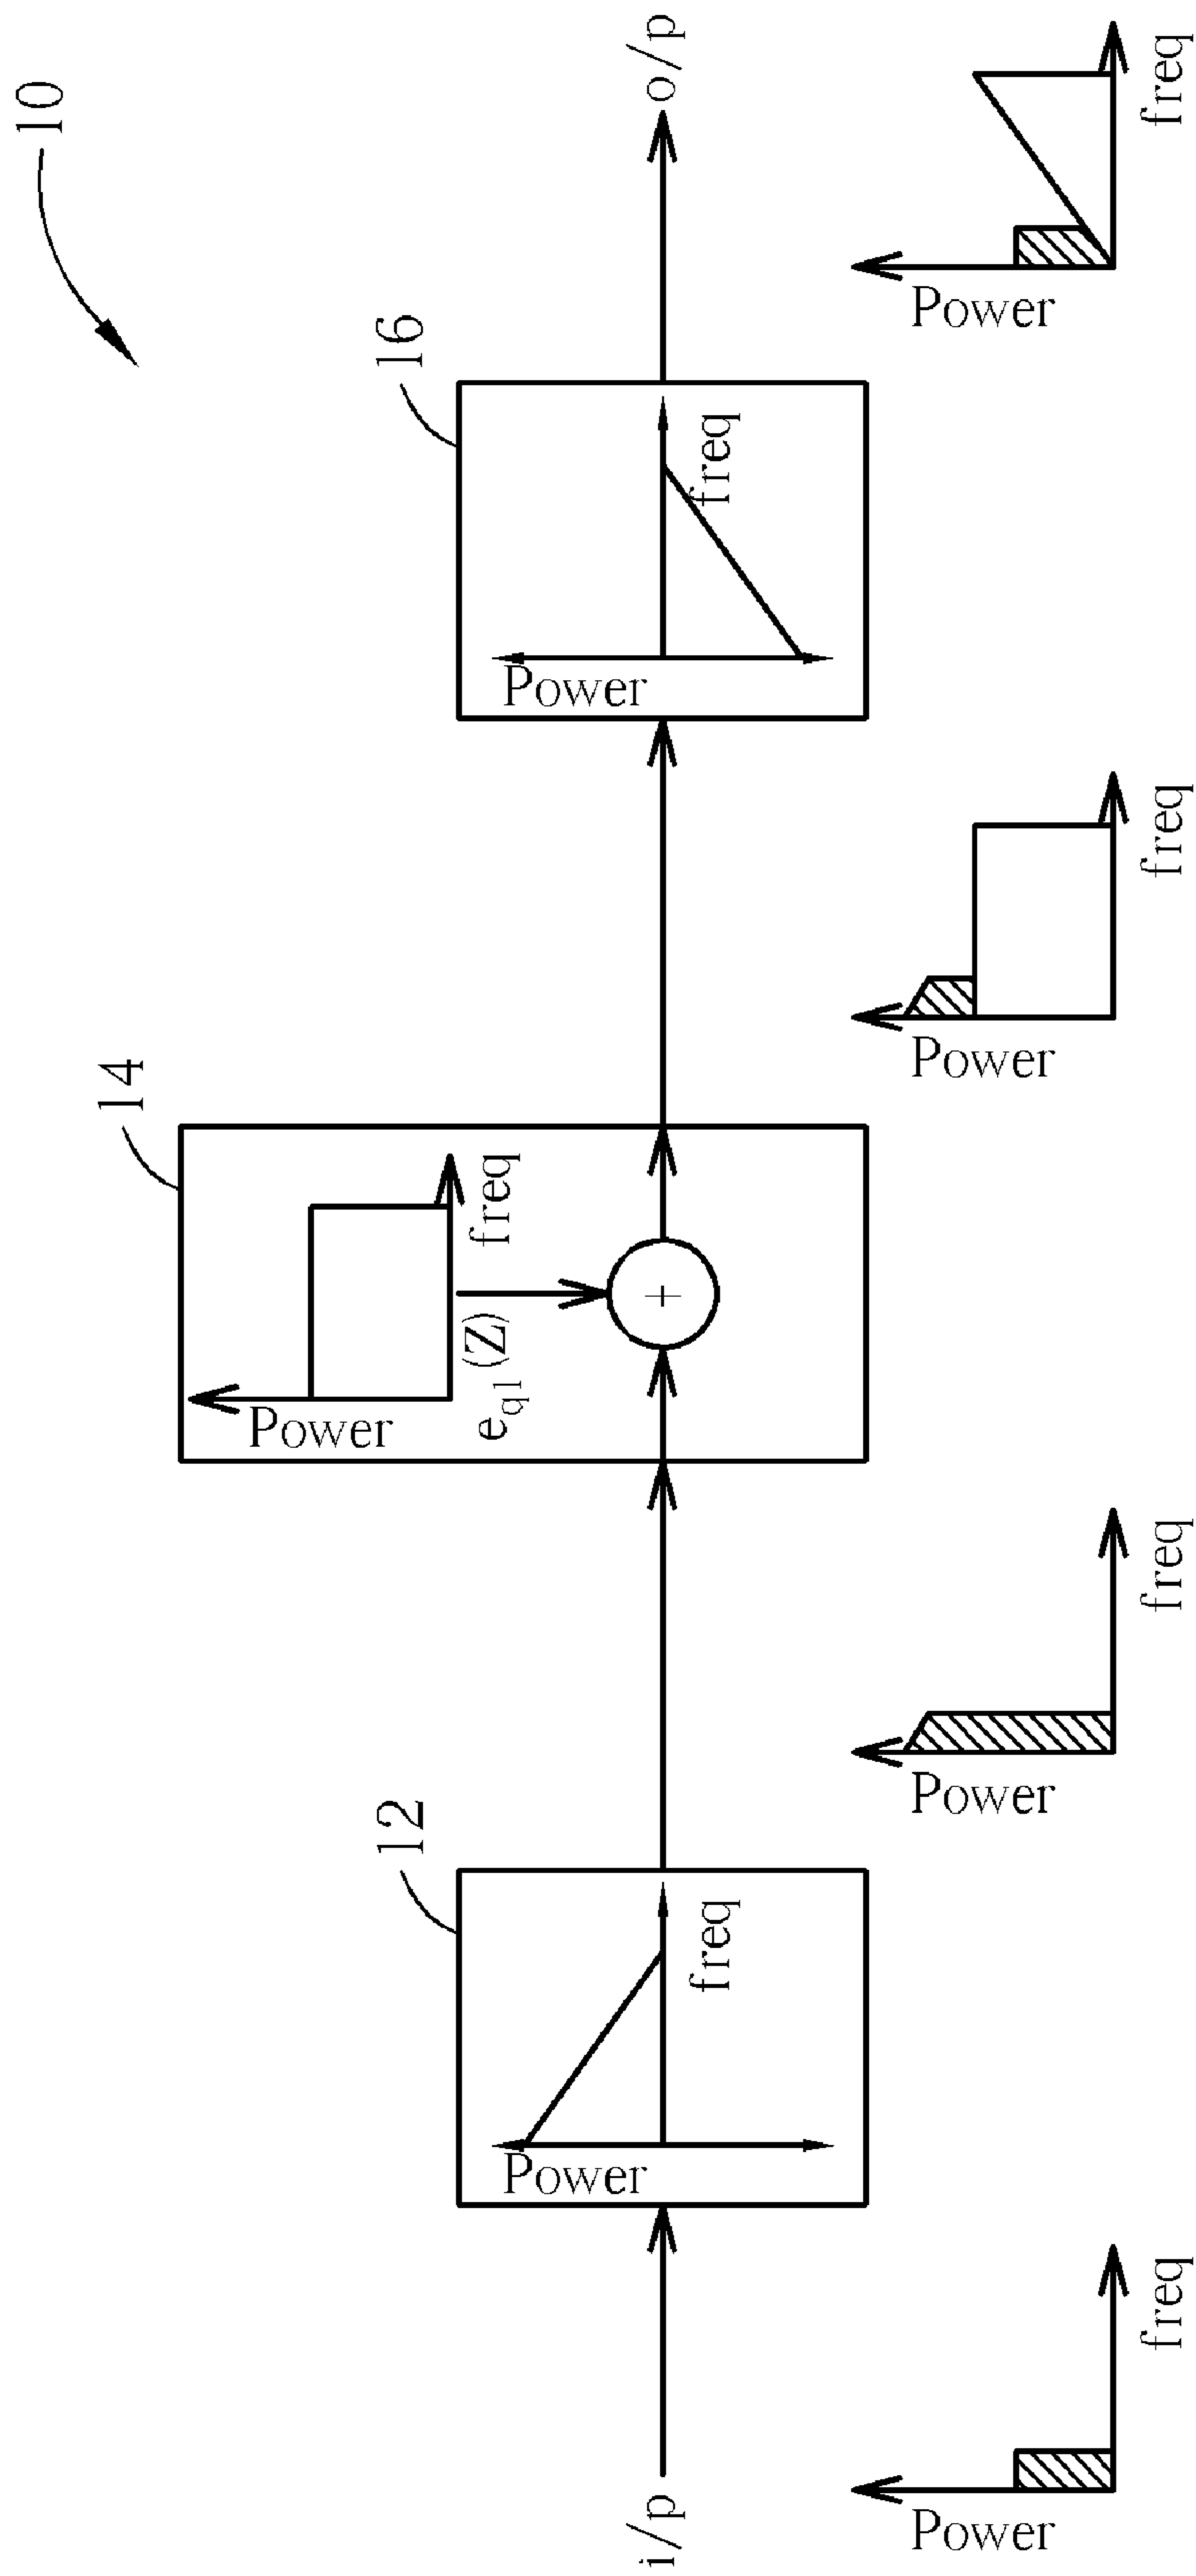 10
i/p
12
Power
freq
14
Power
freq
e_q1(Z)
+
16
Power
freq
o/p
Power
freq
Power
freq
Power
freq
Power
freq